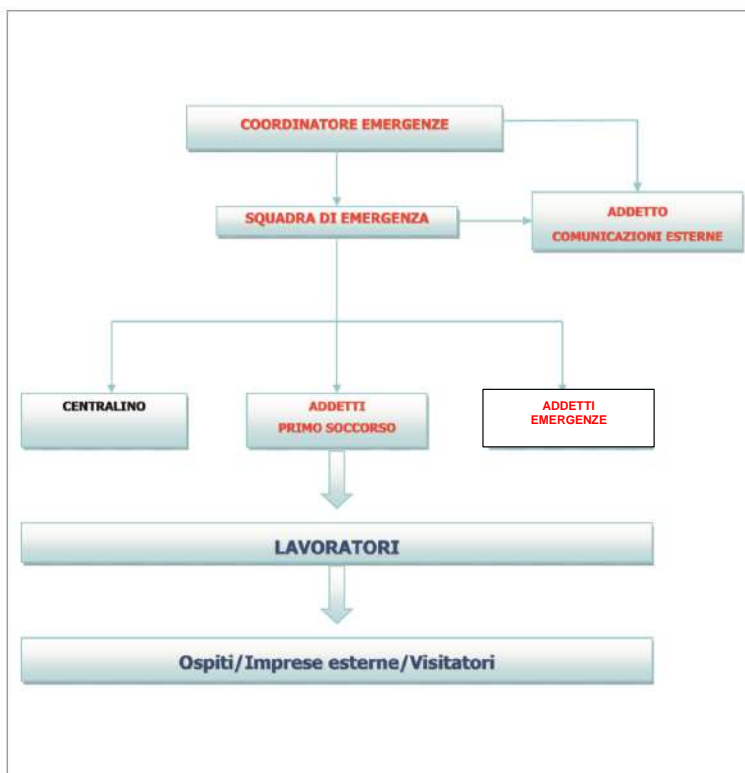 COORDINATORE EMERGENZE
SQUADRA DI EMERGENZA
ADDETTO
COMUNICAZIONI ESTERNE
CENTRALINO
ADDETTI
PRIMO SOCCORSO
ADDETTI
EMERGENZE
LAVORATORI
Ospiti/Imprese esterne/Visitatori